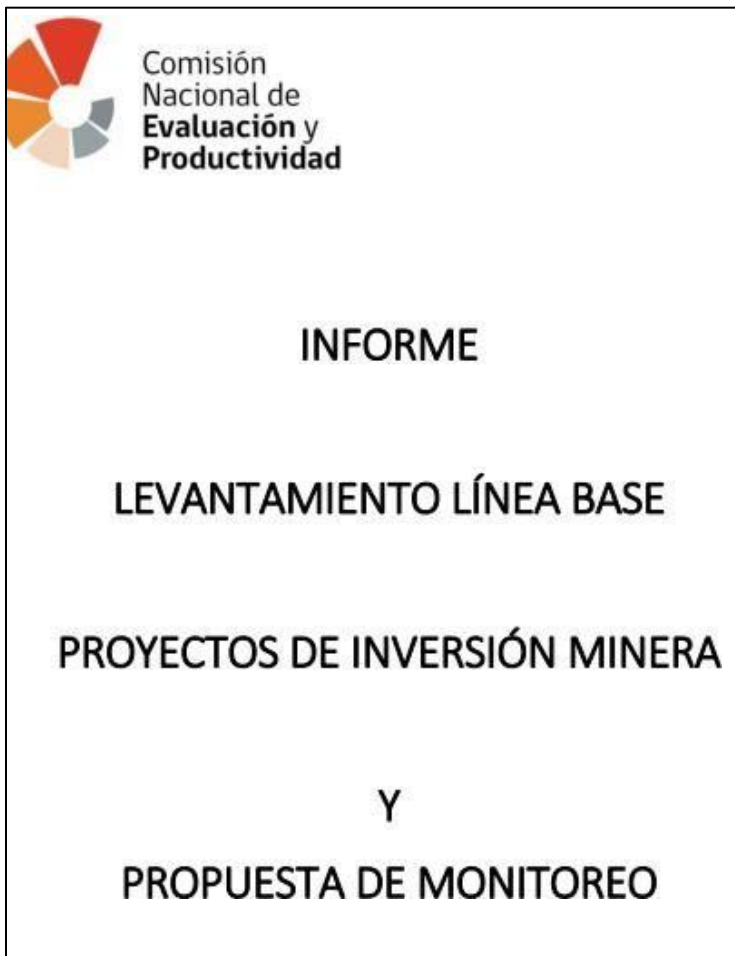 Comisión
Nacional de
Evaluación y
Productividad
INFORME
LEVANTAMIENTO LÍNEA BASE
PROYECTOS DE INVERSIÓN MINERA
Y
PROPUESTA DE MONITOREO